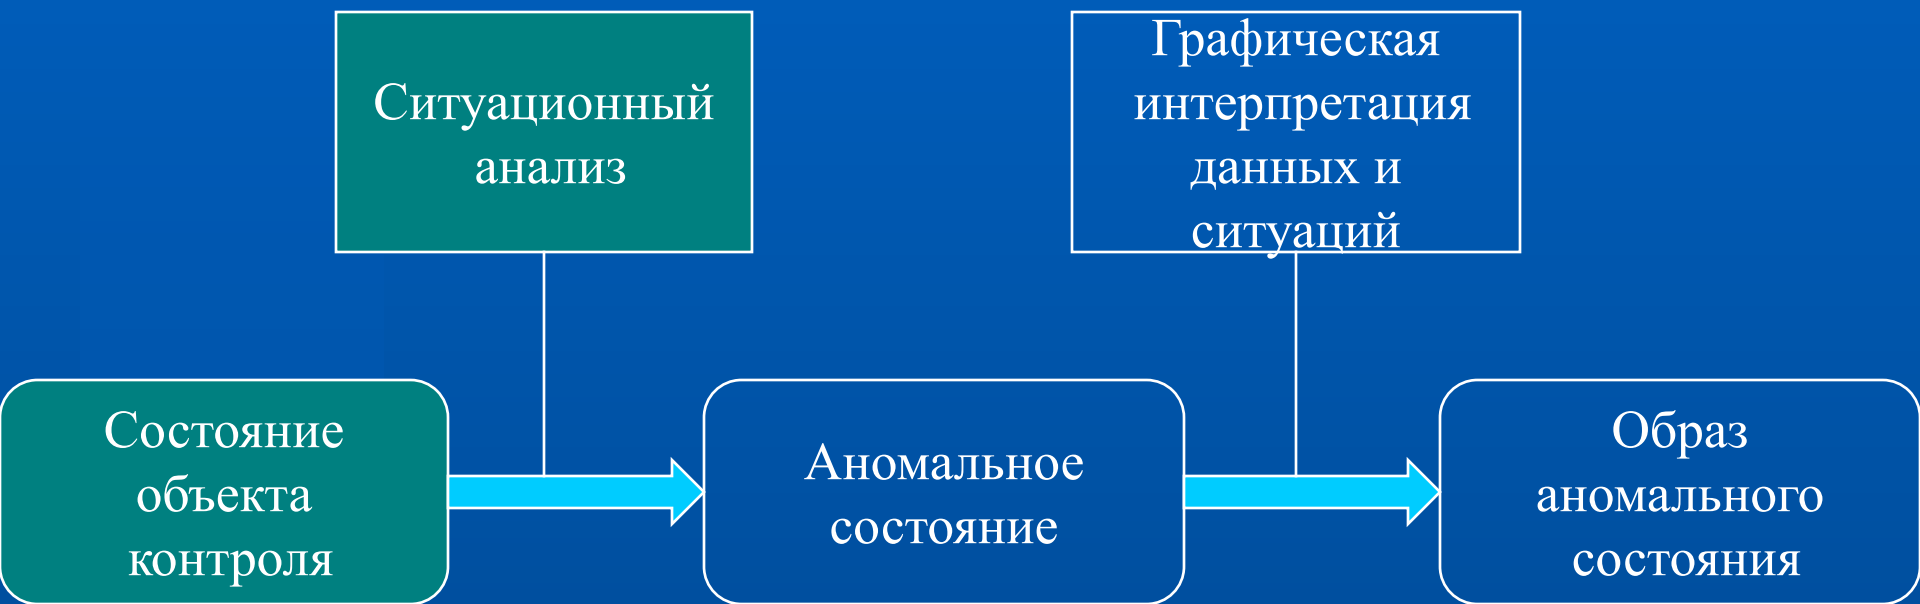 Ситуационный
анализ
Графическая
интерпретация
данных и
ситуаций
Состояние
объекта
контроля
Аномальное
состояние
Образ
аномального
состояния